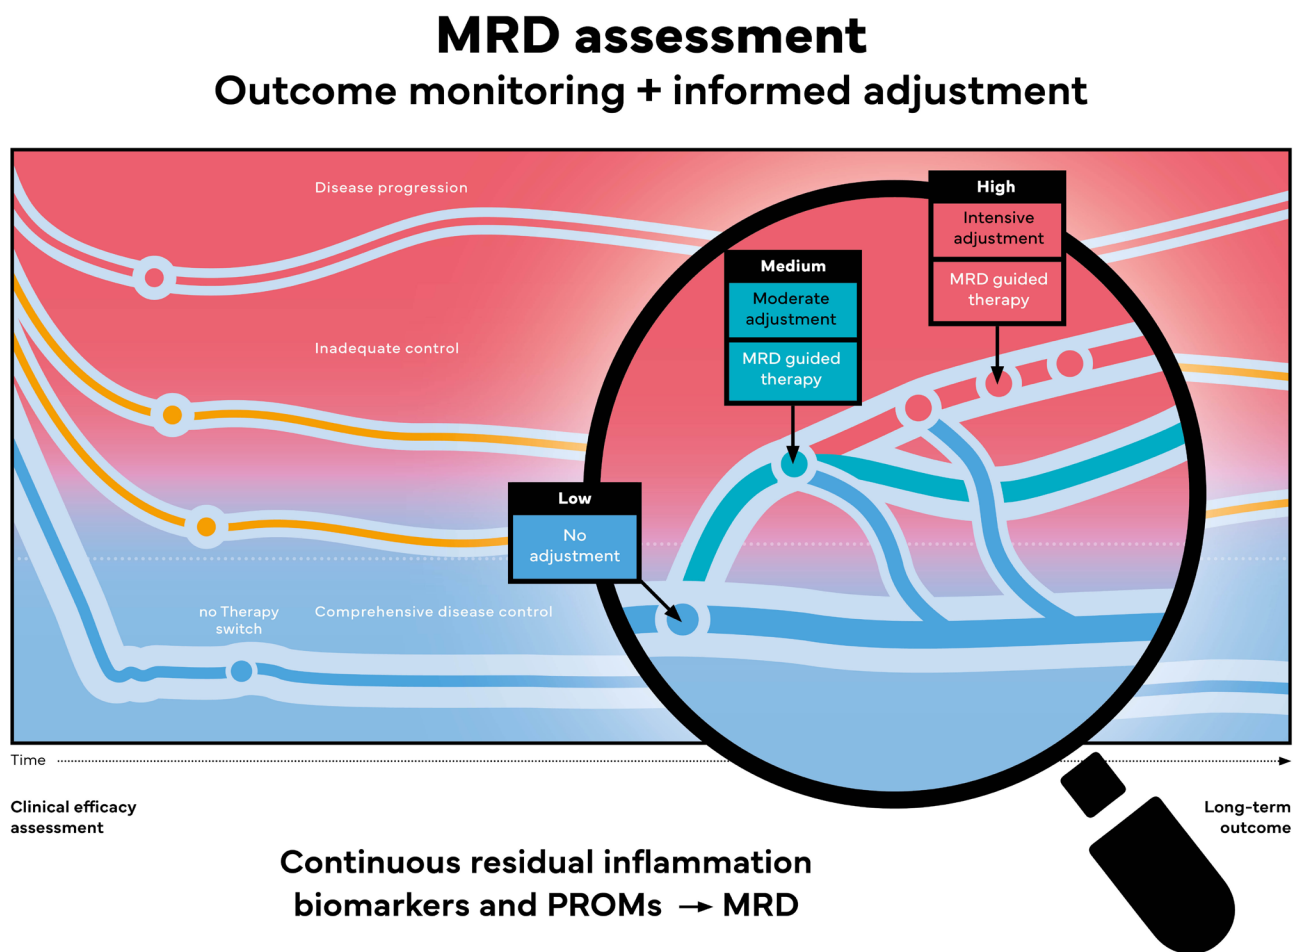 MRD assessment
Outcome monitoring + informed adjustment
Disease progression
Inadequate control
no Therapy
switch
Comprehensive disease control
Low
No
adjustment
Medium
Moderate
adjustment
MRD guided
therapy
High
Intensive
adjustment
MRD guided
therapy
Time
Clinical efficacy
assessment
Long-term
outcome
Continuous residual inflammation
biomarkers and PROMs → MRD